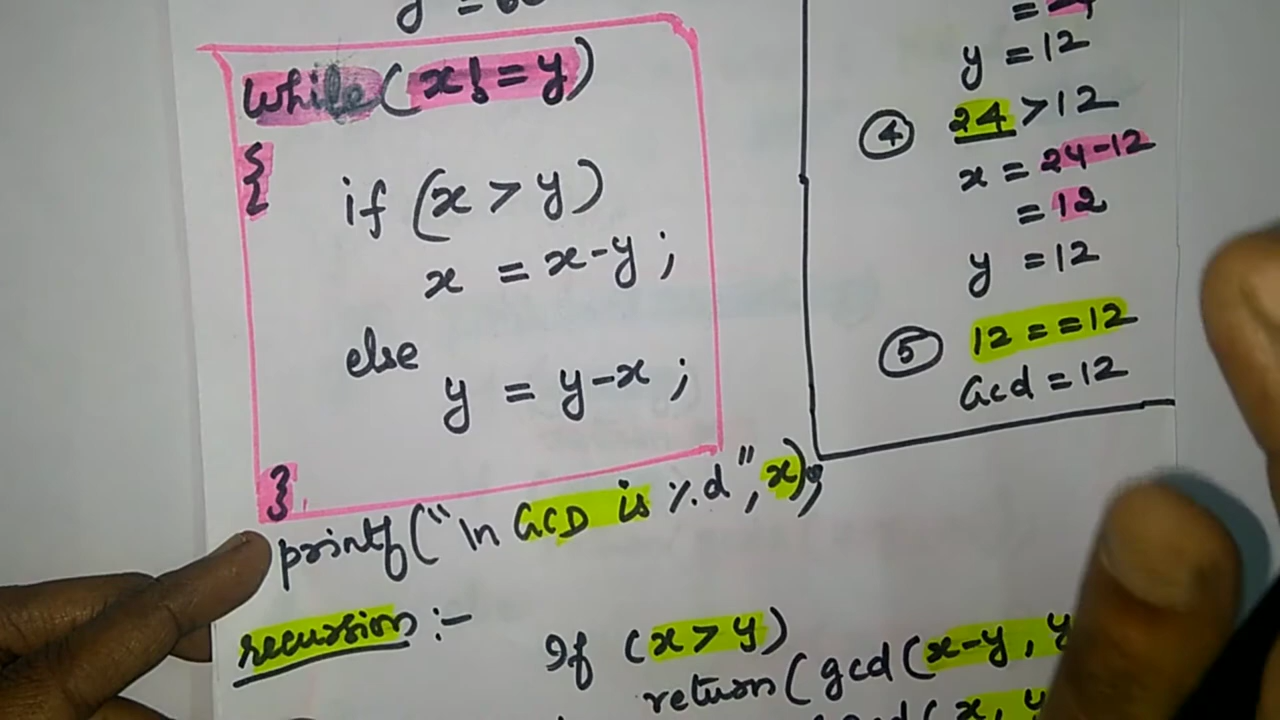 while(x!=y)
{
if (x>y)
x = x-y;
else
y = y-x;
}
printf("\n GCD is %d", x);
recursion:-
If (x>y)
return(gcd(x-y, y
y = 12
④ 24>12
x = 24-12
= 12
y = 12
⑤ 12==12
Gcd = 12